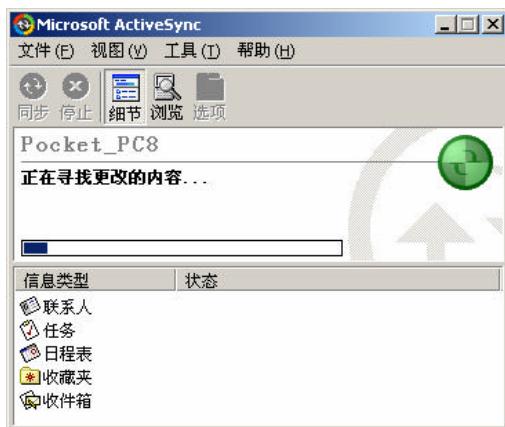 Microsoft ActiveSync
文件(F) 视图(V) 工具(T) 帮助(H)
同步 停止 细节 浏览 选项
Pocket_PC8
正在寻找更改的内容...
信息类型 状态
联系人
任务
日程表
收藏夹
收件箱